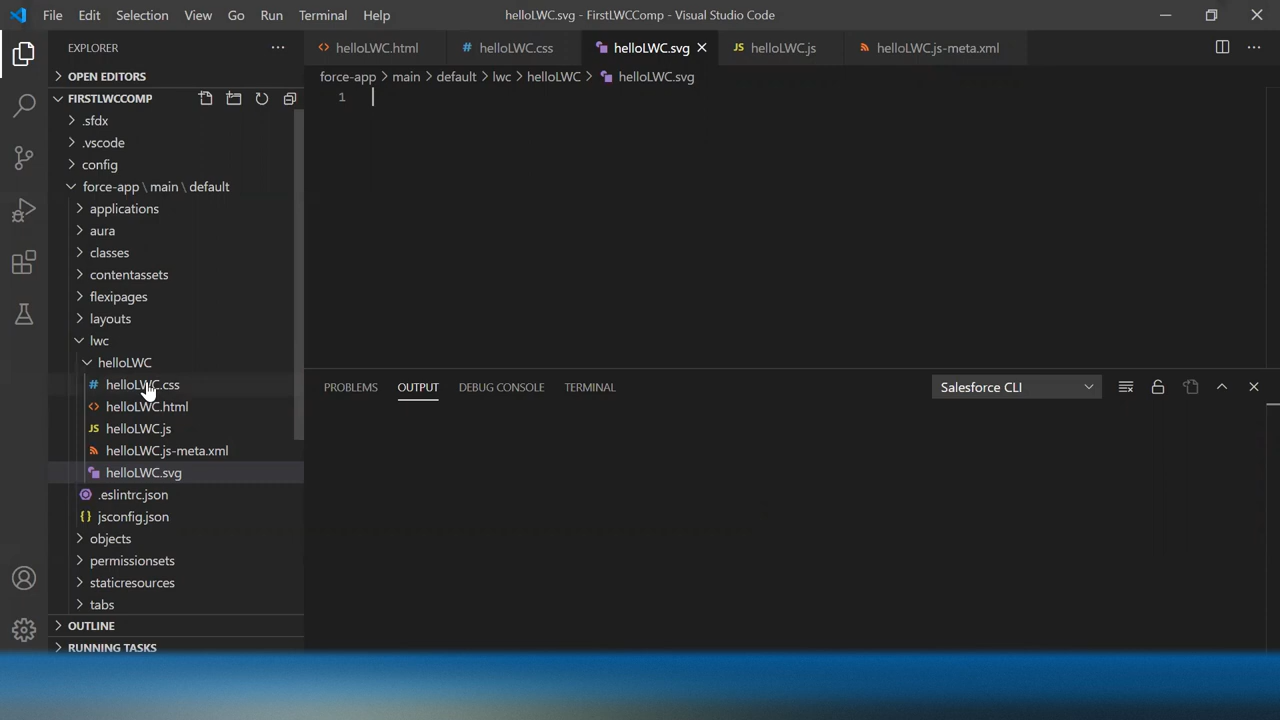 File Edit Selection View Go Run Terminal Help
helloLWC.svg - FirstLWCComp - Visual Studio Code
EXPLORER
OPEN EDITORS
FIRSTLWCCOMP
.sfdx
.vscode
config
force-app \ main \ default
applications
aura
classes
contentassets
flexipages
layouts
lwc
helloLWC
helloLWC.css
helloLWC.html
helloLWC.js
helloLWC.js-meta.xml
helloLWC.svg
.eslintrc.json
jsconfig.json
objects
permissionsets
staticresources
tabs
OUTLINE
RUNNING TASKS
helloLWC.html helloLWC.css helloLWC.svg JS helloLWC.js helloLWC.js-meta.xml
force-app > main > default > lwc > helloLWC > helloLWC.svg
1
PROBLEMS OUTPUT DEBUG CONSOLE TERMINAL Salesforce CLI